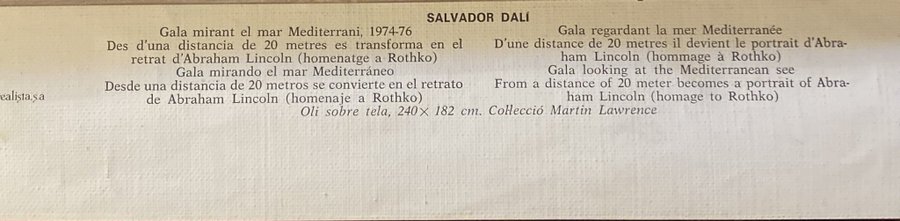 SALVADOR DALÍ
Gala mirant el mar Mediterrani, 1974-76
Des d'una distancia de 20 metres es transforma en el
retrat d'Abraham Lincoln (homenatge a Rothko)
Gala mirando el mar Mediterráneo
Desde una distancia de 20 metros se convierte en el retrato
de Abraham Lincoln (homenaje a Rothko)
Gala regardant la mer Mediterranée
D'une distance de 20 metres il devient le portrait d'Abra-
ham Lincoln (hommage à Rothko)
Gala looking at the Mediterranean see
From a distance of 20 meter becomes a portrait of Abra-
ham Lincoln (homage to Rothko)
Oli sobre tela, 240× 182 cm. Col·lecció Martin Lawrence
ealista,s.a